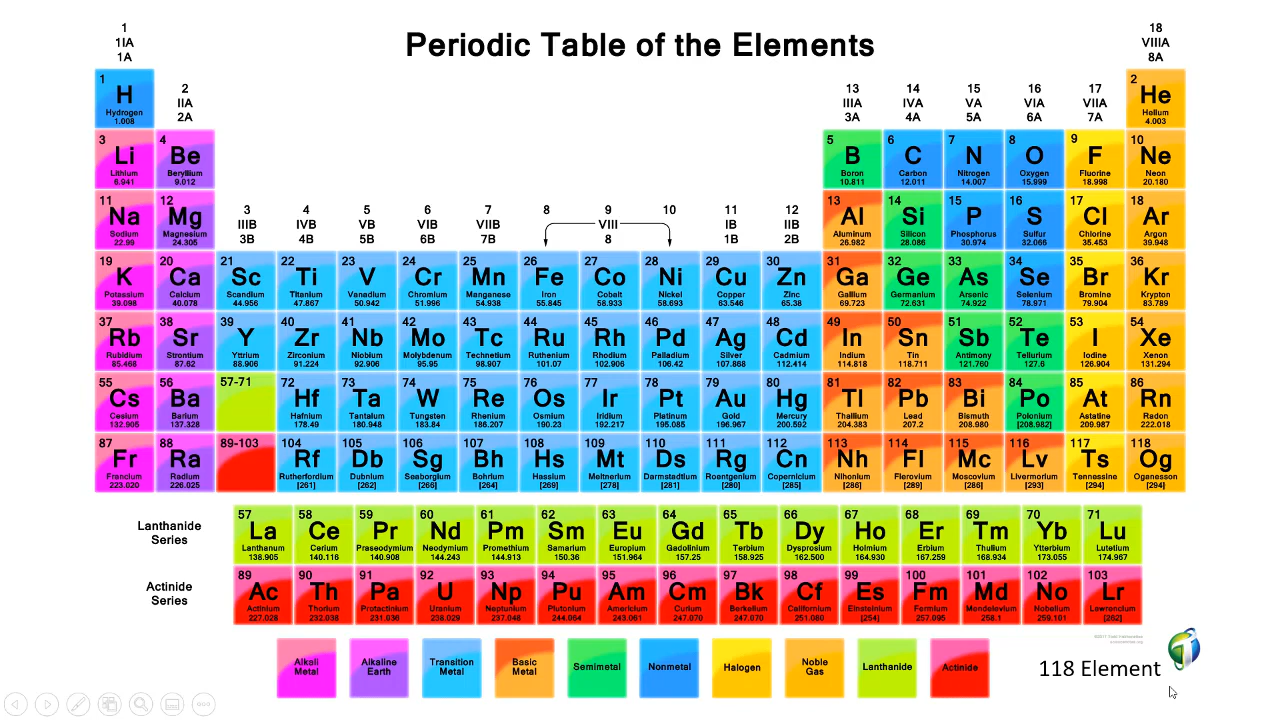 Periodic Table of the Elements
1 18
1IA VIIIA
1A 8A
1 2
H He
Hydrogen Helium
1.008 4.003
2 13 14 15 16 17
IIA IIIA IVA VA VIA VIIA
2A 3A 4A 5A 6A 7A
3 4 5 6 7 8 9 10
Li Be B C N O F Ne
Lithium Beryllium Boron Carbon Nitrogen Oxygen Fluorine Neon
6.941 9.012 10.811 12.011 14.007 15.999 18.998 20.180
11 12 13 14 15 16 17 18
Na Mg Al Si P S Cl Ar
Sodium Magnesium Aluminum Silicon Phosphorus Sulfur Chlorine Argon
22.99 24.305 26.982 28.086 30.974 32.066 35.453 39.948
3 4 5 6 7 8 9 10 11 12
IIIB IVB VB VIB VIIB VIII IB IIB
3B 4B 5B 6B 7B 8 1B 2B
19 20 21 22 23 24 25 26 27 28 29 30 31 32 33 34 35 36
K Ca Sc Ti V Cr Mn Fe Co Ni Cu Zn Ga Ge As Se Br Kr
Potassium Calcium Scandium Titanium Vanadium Chromium Manganese Iron Cobalt Nickel Copper Zinc Gallium Germanium Arsenic Selenium Bromine Krypton
39.098 40.078 44.956 47.867 50.942 51.996 54.938 55.845 58.933 58.693 63.546 65.38 69.723 72.631 74.922 78.971 79.904 83.789
37 38 39 40 41 42 43 44 45 46 47 48 49 50 51 52 53 54
Rb Sr Y Zr Nb Mo Tc Ru Rh Pd Ag Cd In Sn Sb Te I Xe
Rubidium Strontium Yttrium Zirconium Niobium Molybdenum Technetium Ruthenium Rhodium Palladium Silver Cadmium Indium Tin Antimony Tellurium Iodine Xenon
85.468 87.62 88.906 91.224 92.906 95.95 98.907 101.07 102.906 106.42 107.868 112.414 114.818 118.711 121.760 127.6 126.904 131.294
55 56 57-71 72 73 74 75 76 77 78 79 80 81 82 83 84 85 86
Cs Ba Hf Ta W Re Os Ir Pt Au Hg Tl Pb Bi Po At Rn
Cesium Barium Hafnium Tantalum Tungsten Rhenium Osmium Iridium Platinum Gold Mercury Thallium Lead Bismuth Polonium Astatine Radon
132.905 137.328 178.49 180.948 183.84 186.207 190.23 192.217 195.085 196.967 200.592 204.383 207.2 208.980 [208.982] 209.987 222.018
87 88 89-103 104 105 106 107 108 109 110 111 112 113 114 115 116 117 118
Fr Ra Rf Db Sg Bh Hs Mt Ds Rg Cn Nh Fl Mc Lv Ts Og
Francium Radium Rutherfordium Dubnium Seaborgium Bohrium Hassium Meitnerium Darmstadtium Roentgenium Copernicium Nihonium Flerovium Moscovium Livermorium Tennessine Oganesson
223.020 226.025 [261] [262] [266] [264] [269] [278] [281] [280] [285] [286] [289] [286] [293] [294] [294]
Lanthanide
Series
57 58 59 60 61 62 63 64 65 66 67 68 69 70 71
La Ce Pr Nd Pm Sm Eu Gd Tb Dy Ho Er Tm Yb Lu
Lanthanum Cerium Praseodymium Neodymium Promethium Samarium Europium Gadolinium Terbium Dysprosium Holmium Erbium Thulium Ytterbium Lutetium
138.905 140.116 140.908 144.243 144.913 150.36 151.964 157.25 158.925 162.500 164.930 167.259 168.934 173.055 174.967
Actinide
Series
89 90 91 92 93 94 95 96 97 98 99 100 101 102 103
Ac Th Pa U Np Pu Am Cm Bk Cf Es Fm Md No Lr
Actinium Thorium Protactinium Uranium Neptunium Plutonium Americium Curium Berkelium Californium Einsteinium Fermium Mendelevium Nobelium Lawrencium
227.028 232.038 231.036 238.029 237.048 244.064 243.061 247.070 247.070 251.080 [254] 257.095 258.1 259.101 [262]
Alkali
Metal
Alkaline
Earth
Transition
Metal
Basic
Metal
Semimetal
Nonmetal
Halogen
Noble
Gas
Lanthanide
Actinide
118 Element